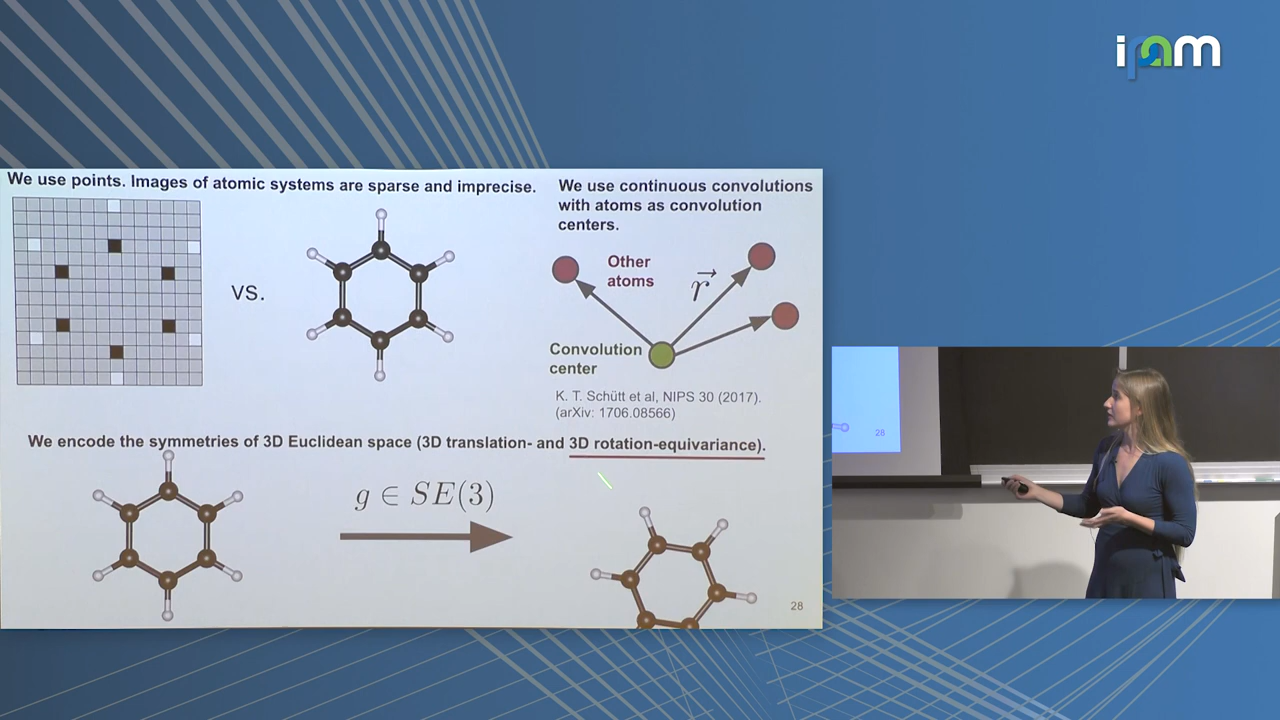 ipam
We use points. Images of atomic systems are sparse and imprecise.
vs.
We use continuous convolutions
with atoms as convolution
centers.
Other
atoms
r⃗
Convolution
center
K. T. Schütt et al, NIPS 30 (2017).
(arXiv: 1706.08566)
We encode the symmetries of 3D Euclidean space (3D translation- and 3D rotation-equivariance).
g ∈ SE(3)
28
28